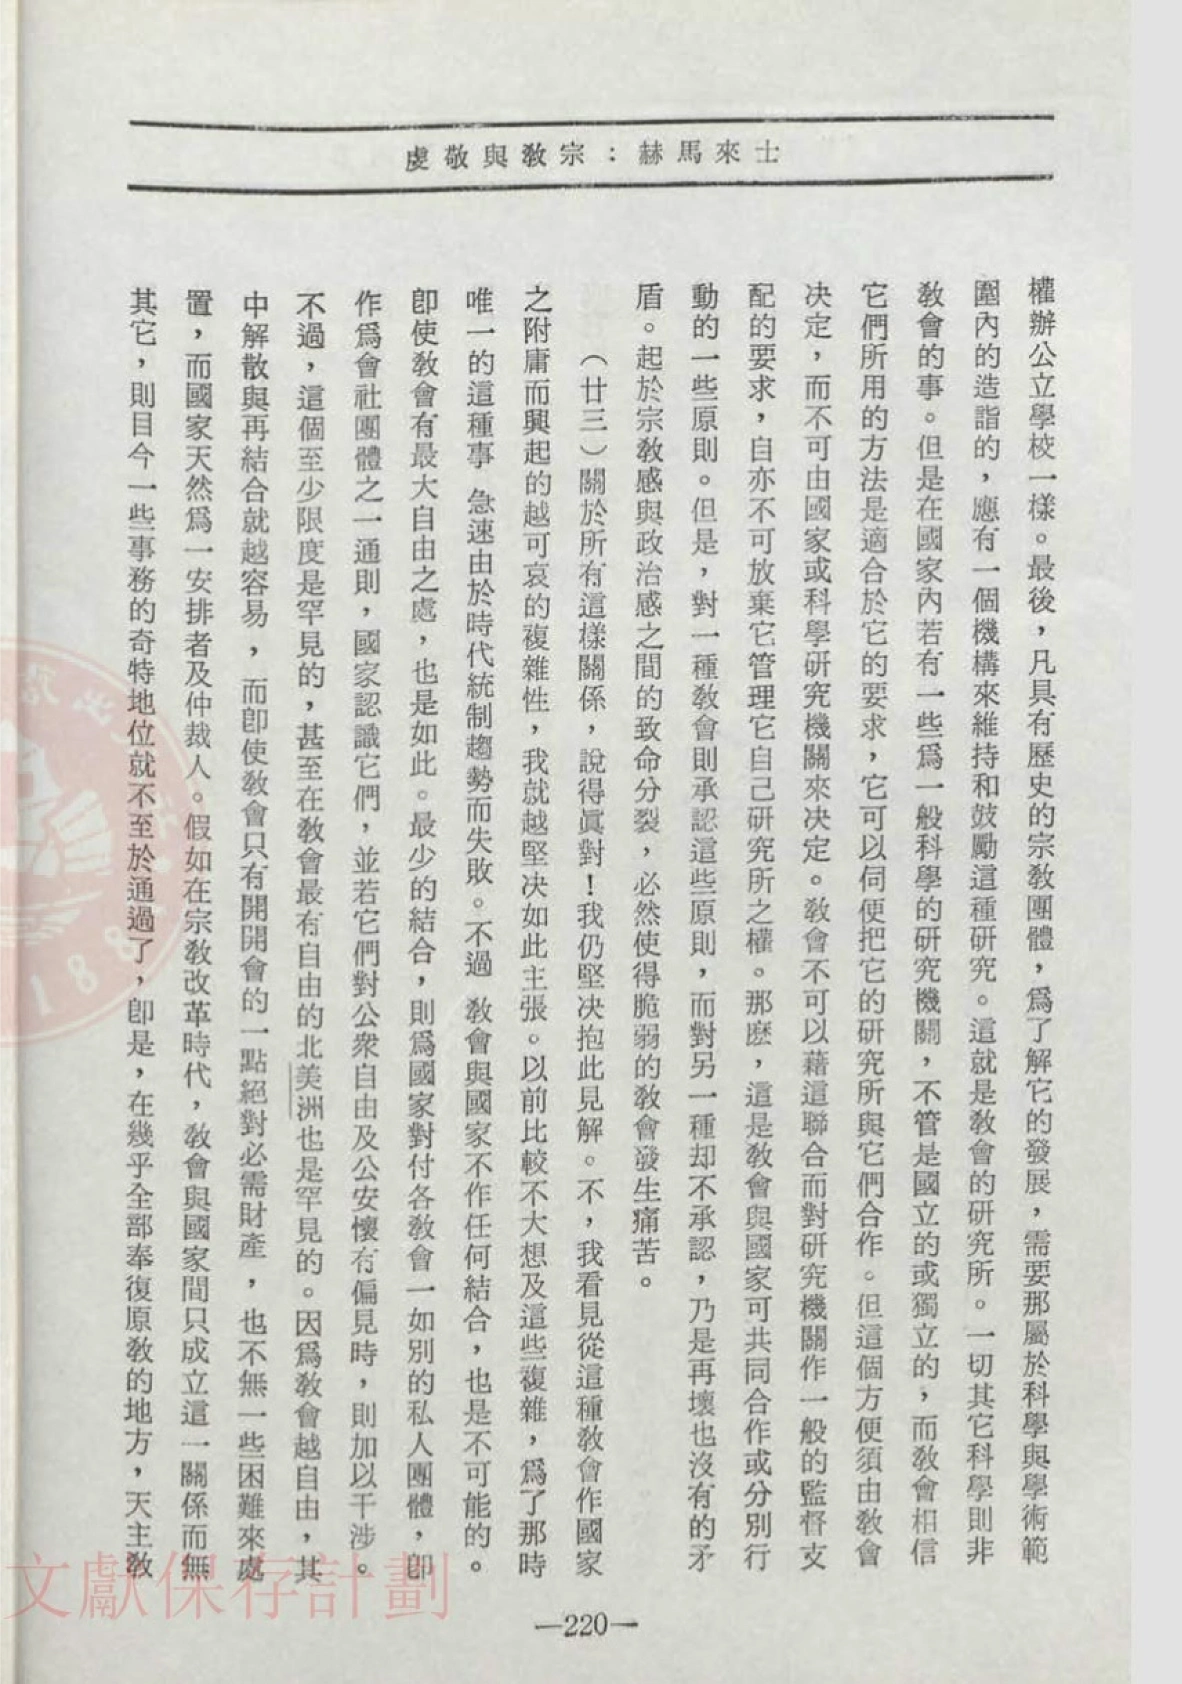 士來馬赫：宗教與敬虔
權辦公立學校一樣。最後，凡具有歷史的宗教團體，爲了解它的發展，需要那屬於科學與學術範
圍內的造詣的，應有一個機構來維持和鼓勵這種研究。這就是教會的研究所。一切其它科學則非
教會的事。但是在國家內若有一些爲一般科學的研究機關，不管是國立的或獨立的，而教會相信
它們所用的方法是適合於它的要求，它可以伺便把它的研究所與它們合作。但這個方便須由教會
決定，而不可由國家或科學研究機關來决定。教會不可以藉這聯合而對研究機關作一般的監督支
配的要求，自亦不可放棄它管理它自己研究所之權。那麽，這是教會與國家可共同合作或分別行
動的一些原則。但是，對一種教會則承認這些原則，而對另一種却不承認，乃是再壞也沒有的矛
盾。起於宗教感與政治感之間的致命分裂，必然使得脆弱的教會發生痛苦。
（廿三）關於所有這樣關係，說得眞對！我仍堅决抱此見解。不，我看見從這種教會作國家
之附庸而興起的越可哀的複雜性，我就越堅决如此主張。以前比較不大想及這些複雜，爲了那時
唯一的這種事 急速由於時代統制趨勢而失敗。不過 教會與國家不作任何結合，也是不可能的。
卽使教會有最大自由之處，也是如此。最少的結合，則爲國家對付各教會一如別的私人團體，卽
作爲會社團體之一通則，國家認識它們，並若它們對公衆自由及公安懷有偏見時，則加以干涉。
不過，這個至少限度是罕見的，甚至在教會最有自由的北美洲也是罕見的。因爲教會越自由，其
中解散與再結合就越容易，而卽使教會只有開開會的一點絕對必需財產，也不無一些困難來處
置，而國家天然爲一安排者及仲裁人。假如在宗教改革時代，教會與國家間只成立這一關係而無
其它，則目今一些事務的奇特地位就不至於通過了，卽是，在幾乎全部奉復原教的地方，天主教
—220—
文獻保存計劃
188